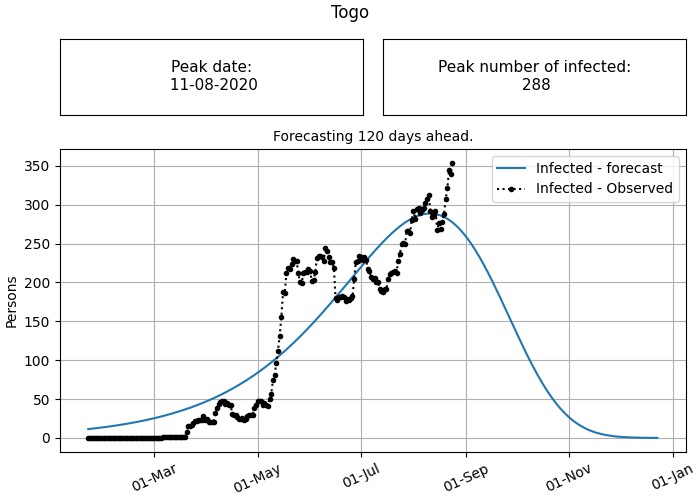 Togo
Peak date:
11-08-2020
Peak number of infected:
288
Forecasting 120 days ahead.
Infected - forecast
Infected - Observed
Persons
350
300
250
200
150
100
50
0
01-Mar
01-May
01-Jul
01-Sep
01-Nov
01-Jan